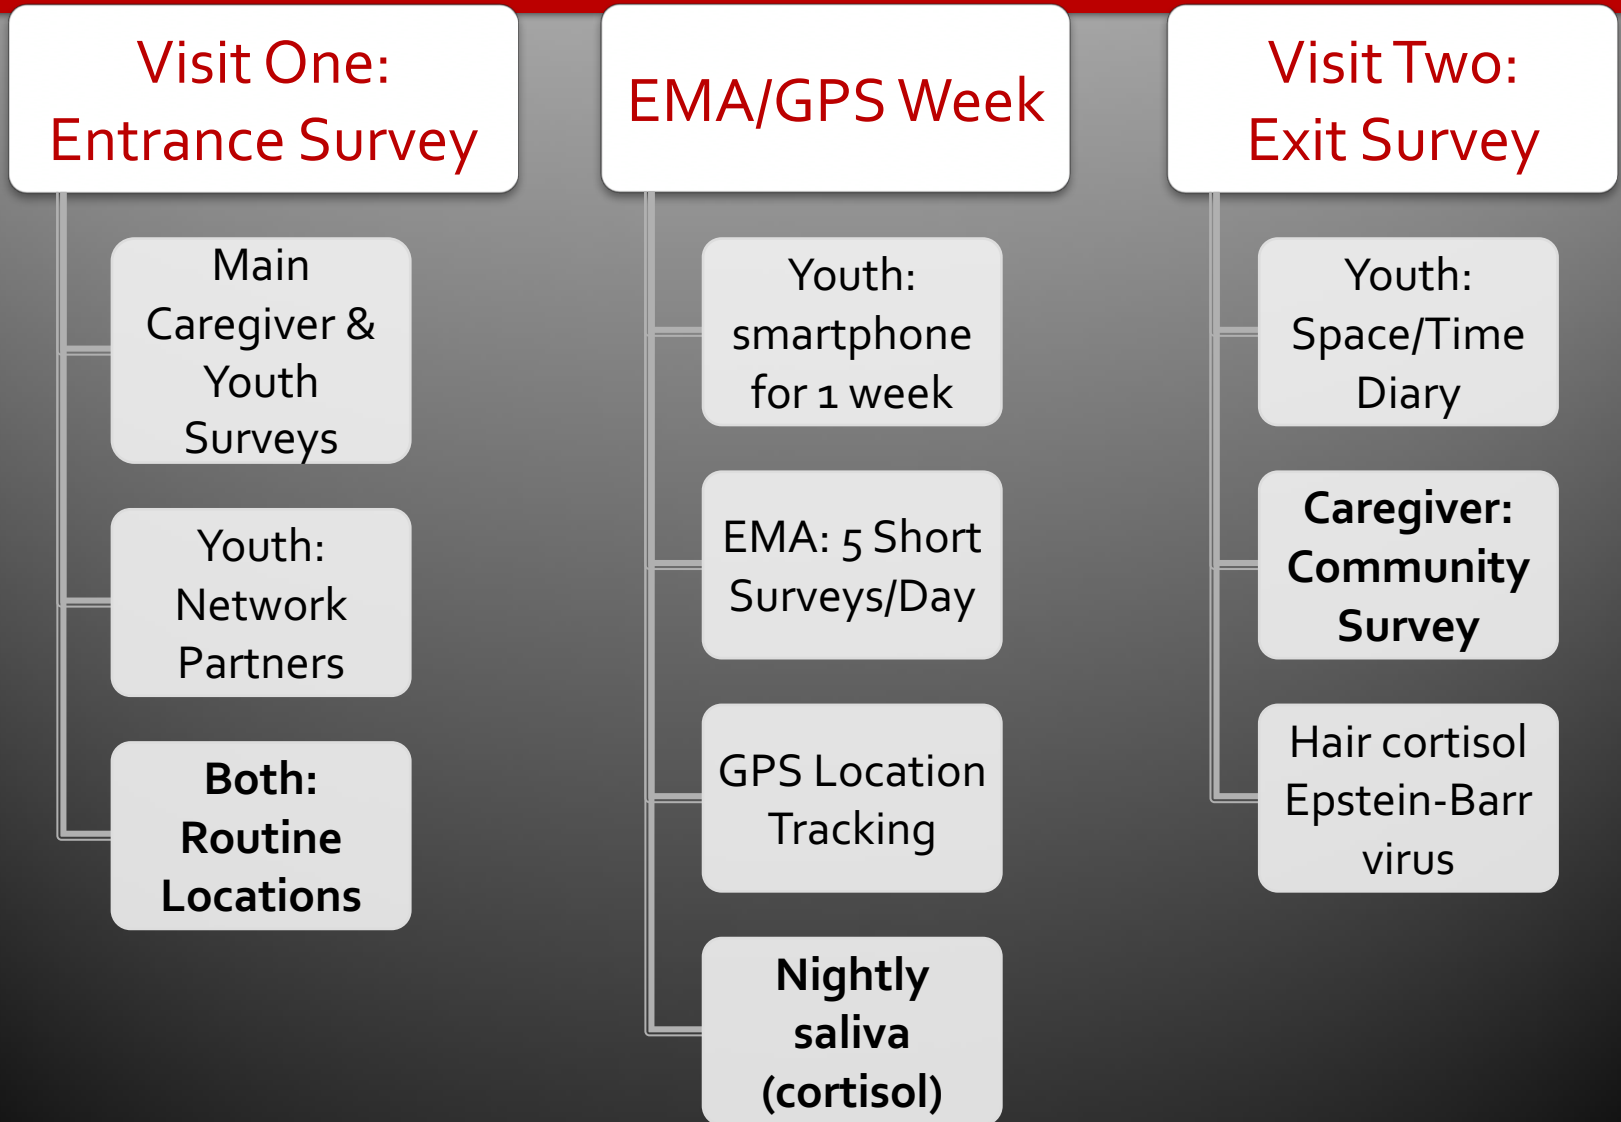 Visit One:
Entrance Survey
Main
Caregiver &
Youth
Surveys
Youth:
Network
Partners
Both:
Routine
Locations
EMA/GPS Week
Youth:
smartphone
for 1 week
EMA: 5 Short
Surveys/Day
GPS Location
Tracking
Nightly
saliva
(cortisol)
Visit Two:
Exit Survey
Youth:
Space/Time
Diary
Caregiver:
Community
Survey
Hair cortisol
Epstein-Barr
virus